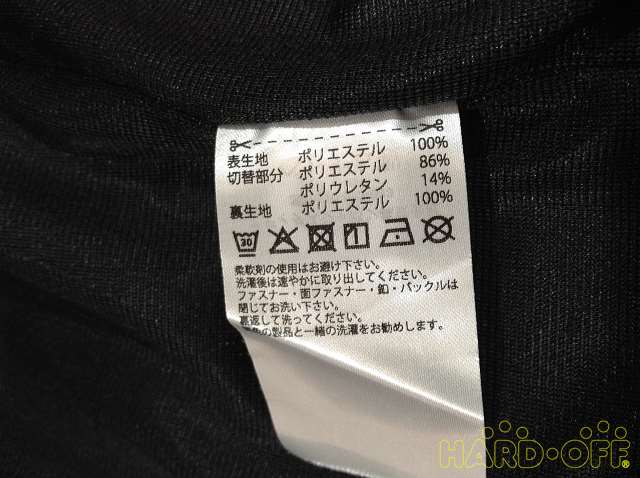 表生地 ポリエステル 100%
切替部分 ポリエステル 86%
ポリウレタン 14%
裏生地 ポリエステル 100%
30
柔軟剤の使用はお避け下さい。
洗濯後は速やかに取り出してください。
ファスナー・面ファスナー・釦・バックルは
閉じてお洗い下さい。
裏返して洗ってください。
色の製品と一緒の洗濯をお勧めします。
HARD・OFF®